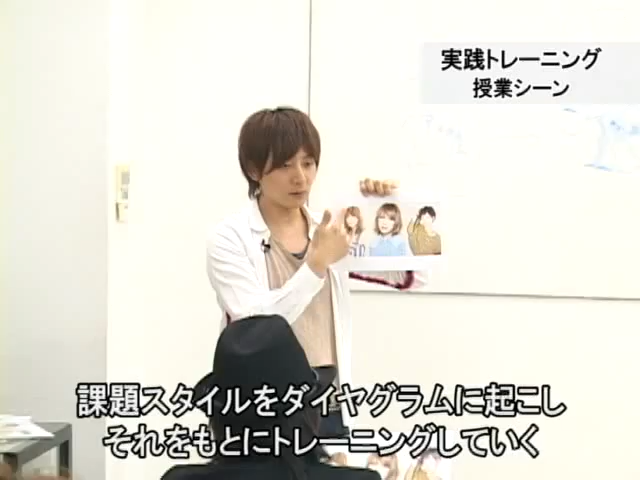 実践トレーニング
授業シーン
課題スタイルをダイヤグラムに起こし
それをもとにトレーニングしていく